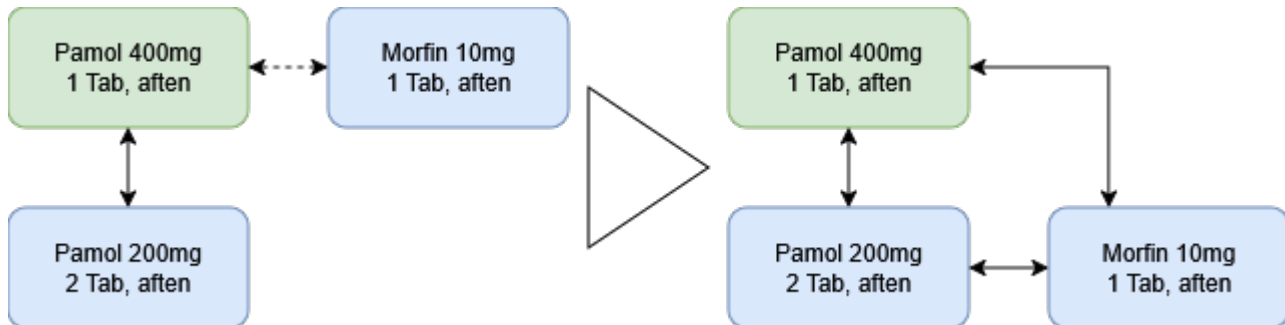 Pamol 400mg
1 Tab, aften
Morfin 10mg
1 Tab, aften
Pamol 200mg
2 Tab, aften
Pamol 400mg
1 Tab, aften
Pamol 200mg
2 Tab, aften
Morfin 10mg
1 Tab, aften